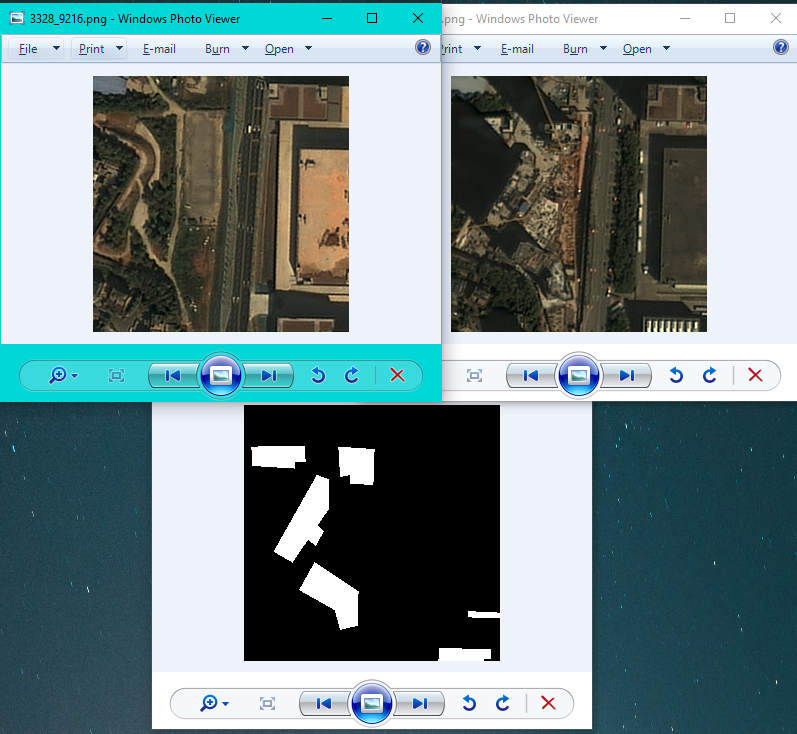 3328_9216.png - Windows Photo Viewer
.png - Windows Photo Viewer
File Print E-mail Burn Open
Print E-mail Burn Open